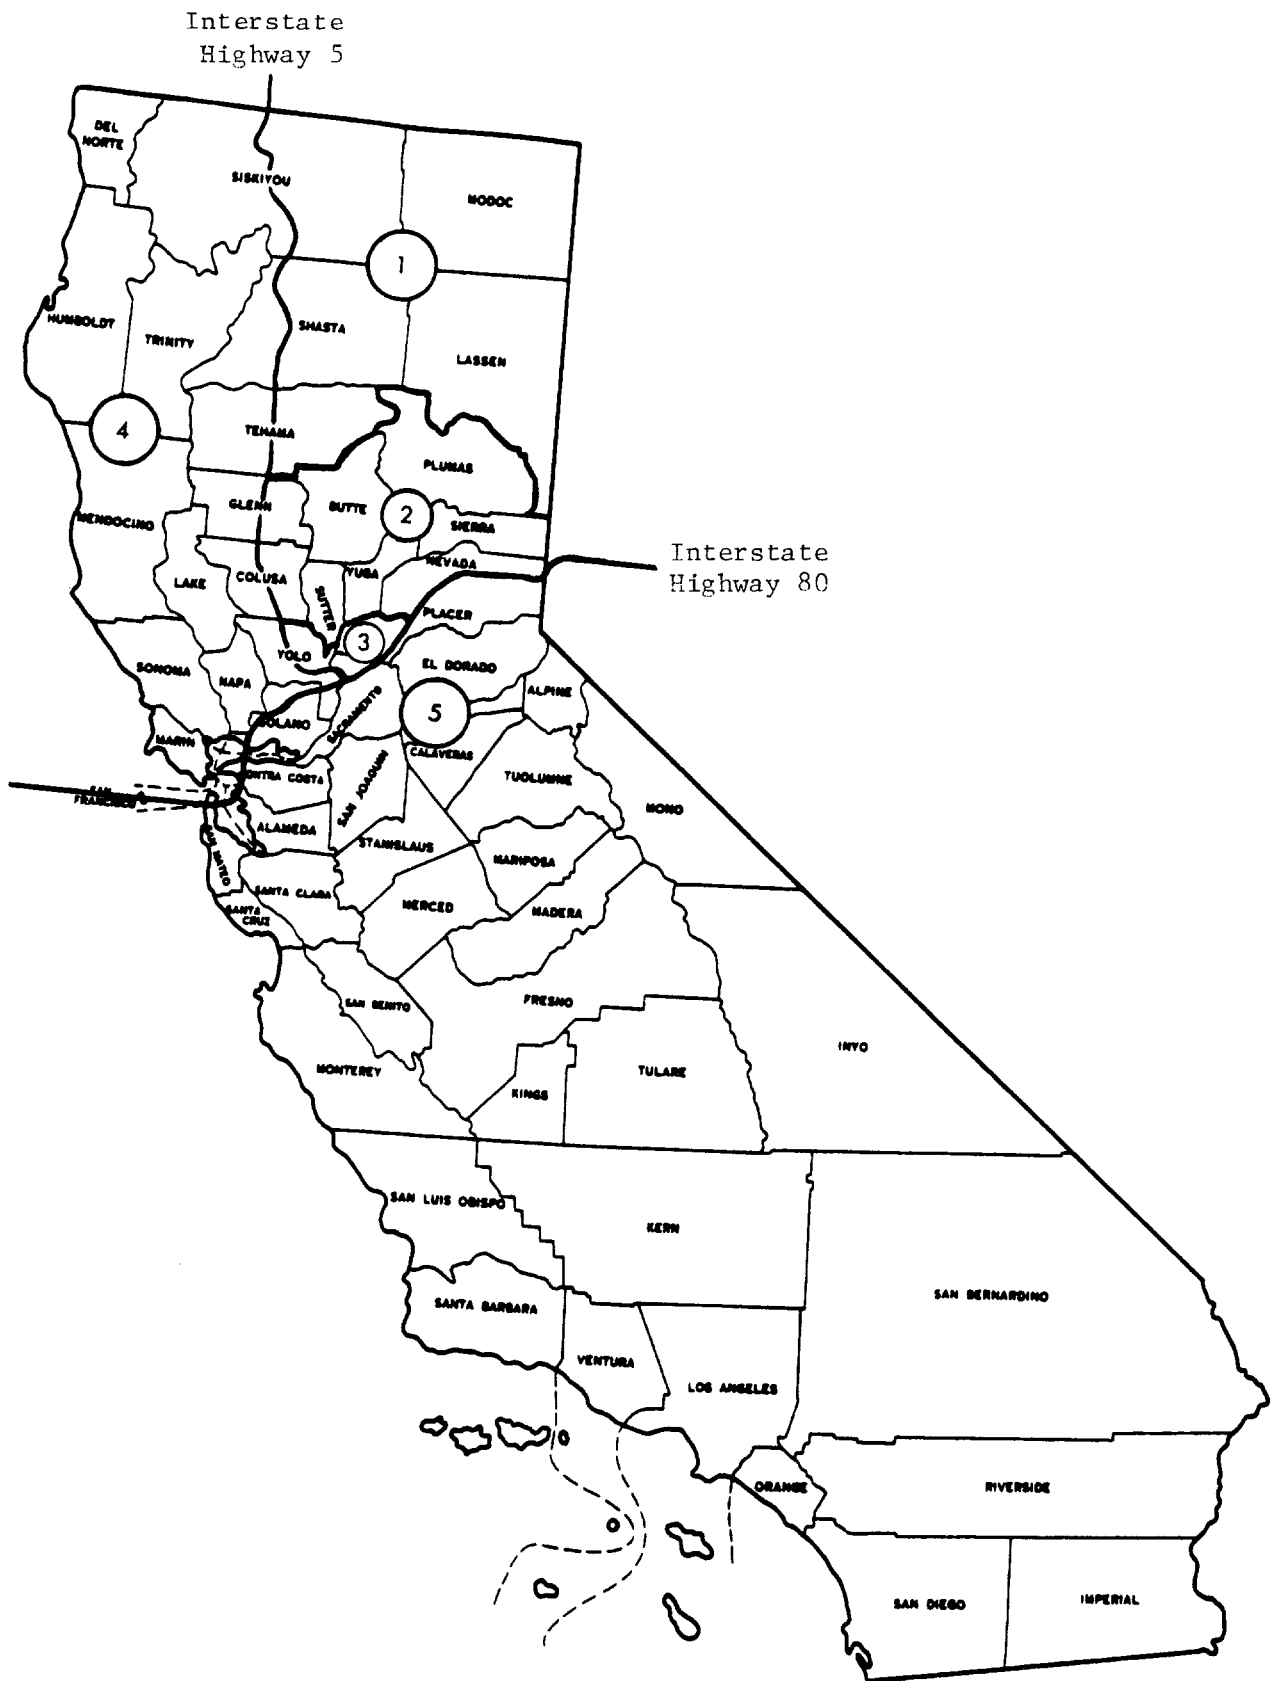 Interstate
Highway 5
DEL
NORTE
SISKIYOU
MODOC
1
HUMBOLDT
TRINITY
SHASTA
LASSEN
4
TEHAMA
PLUMAS
GLENN
BUTTE
2
SIERRA
MENDOCINO
Interstate
Highway 80
NEVADA
LAKE
COLUSA
YUBA
SUTTER
PLACER
3
SONOMA
NAPA
YOLO
EL DORADO
ALPINE
SOLANO
SACRAMENTO
5
MARIN
CALAVERAS
CONTRA COSTA
SAN JOAQUIN
TUOLUMNE
MONO
SAN
FRANCISCO
ALAMEDA
STANISLAUS
SAN MATEO
MARIPOSA
SANTA CLARA
MERCED
MADERA
SANTA
CRUZ
SAN BENITO
FRESNO
INYO
MONTEREY
TULARE
KINGS
SAN LUIS OBISPO
KERN
SAN BERNARDINO
SANTA BARBARA
VENTURA
LOS ANGELES
ORANGE
RIVERSIDE
SAN DIEGO
IMPERIAL